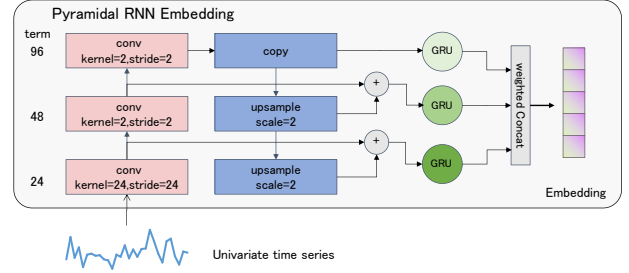 Pyramidal RNN Embedding
term
96
conv
kernel=2,stride=2
copy
GRU
+
48
conv
kernel=2,stride=2
upsample
scale=2
GRU
weighted Concat
+
24
conv
kernel=24,stride=24
upsample
scale=2
GRU
Embedding
Univariate time series